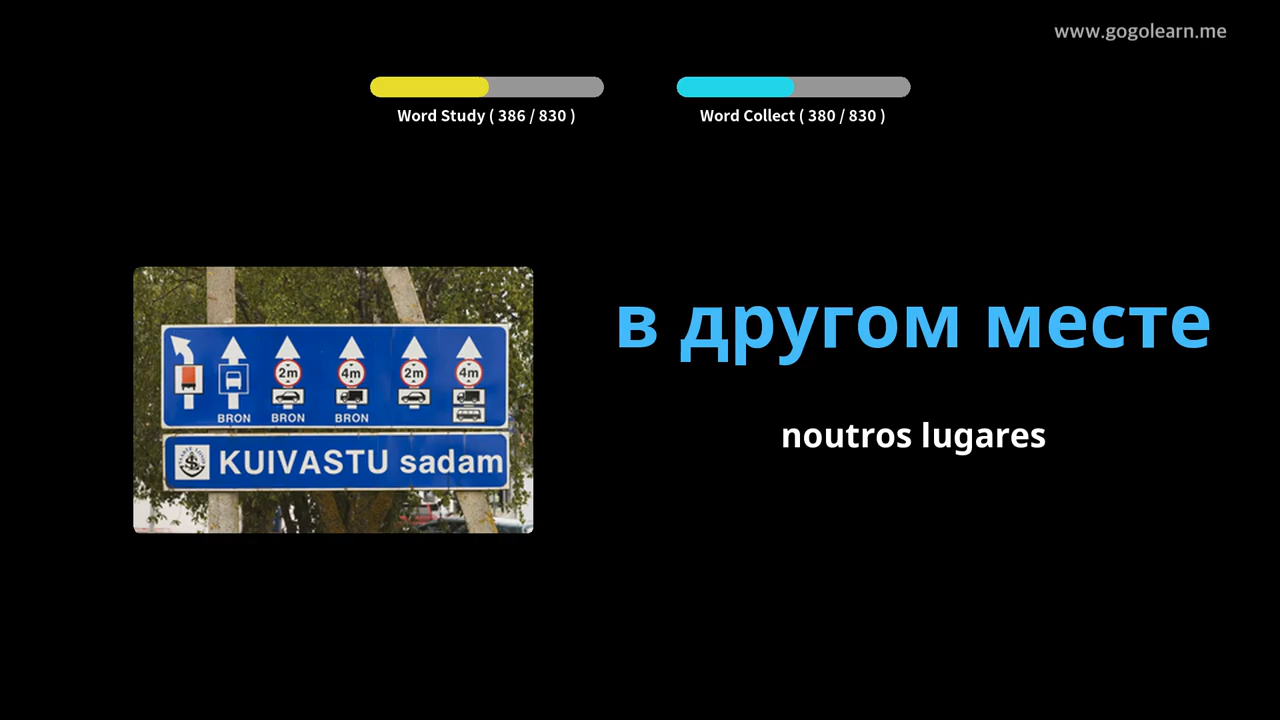 www.gogolearn.me
Word Study ( 386 / 830 )
Word Collect ( 380 / 830 )
2m 4m 2m 4m
BRON BRON BRON
KUIVASTU sadam
в другом месте
noutros lugares